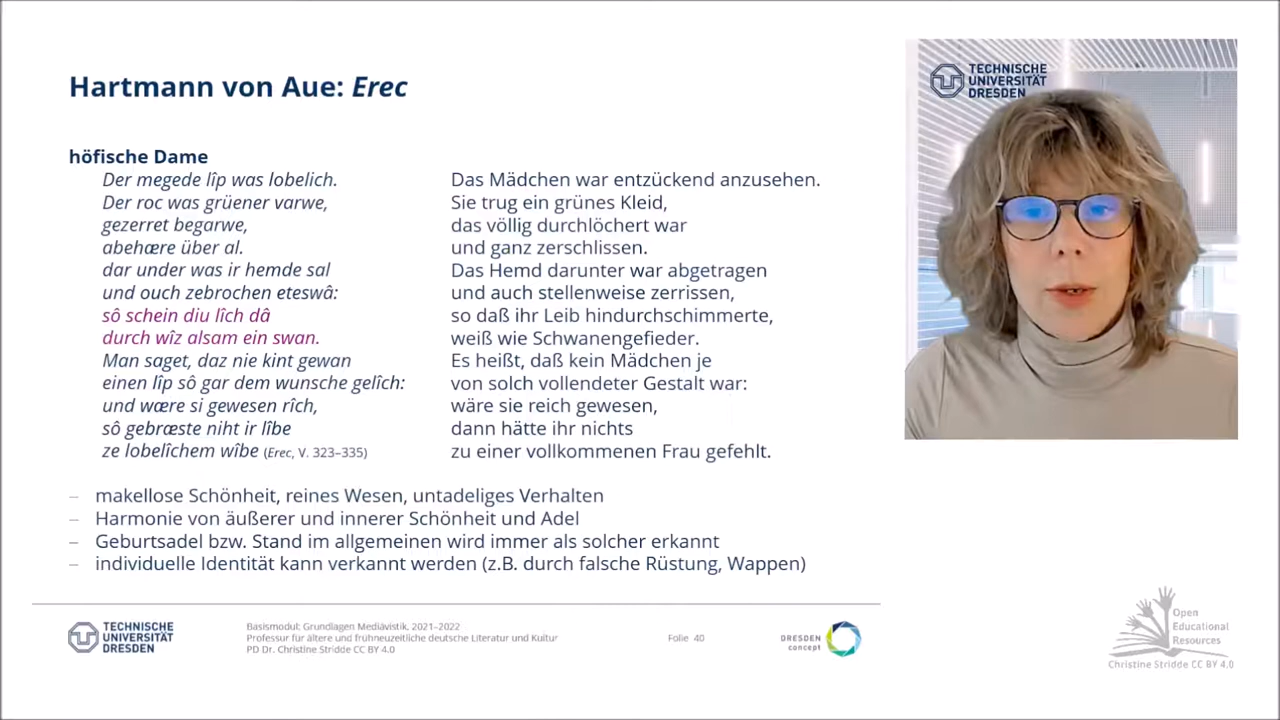 Hartmann von Aue: Erec
höfische Dame
Der megede lîp was lobelich.
Der roc was grüener varwe,
gezerret begarwe,
abehære über al.
dar under was ir hemde sal
und ouch zebrochen eteswâ:
sô schein diu lîch dâ
durch wîz alsam ein swan.
Man saget, daz nie kint gewan
einen lîp sô gar dem wunsche gelîch:
und wære si gewesen rîch,
sô gebræste niht ir lîbe
ze lobelîchem wîbe (Erec, V. 323–335)
Das Mädchen war entzückend anzusehen.
Sie trug ein grünes Kleid,
das völlig durchlöchert war
und ganz zerschlissen.
Das Hemd darunter war abgetragen
und auch stellenweise zerrissen,
so daß ihr Leib hindurchschimmerte,
weiß wie Schwanengefieder.
Es heißt, daß kein Mädchen je
von solch vollendeter Gestalt war:
wäre sie reich gewesen,
dann hätte ihr nichts
zu einer vollkommenen Frau gefehlt.
– makellose Schönheit, reines Wesen, untadeliges Verhalten
– Harmonie von äußerer und innerer Schönheit und Adel
– Geburtsadel bzw. Stand im allgemeinen wird immer als solcher erkannt
– individuelle Identität kann verkannt werden (z.B. durch falsche Rüstung, Wappen)
TECHNISCHE
UNIVERSITÄT
DRESDEN
TECHNISCHE
UNIVERSITÄT
DRESDEN
Basismodul: Grundlagen Mediävistik, 2021–2022
Professur für ältere und frühneuzeitliche deutsche Literatur und Kultur
PD Dr. Christine Stridde CC BY 4.0
Folie 40
DRESDEN
concept
Open
Educational
Resources
Christine Stridde CC BY 4.0